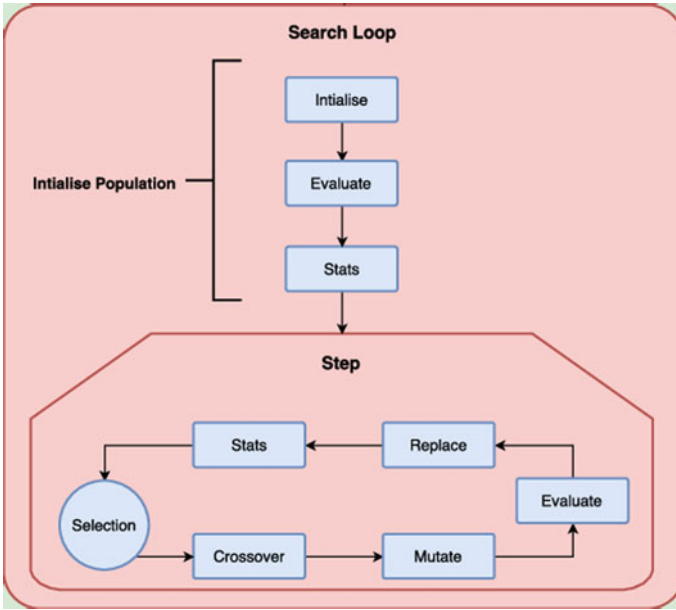 Search Loop
Intialise
Intialise Population
Evaluate
Stats
Step
Stats
Replace
Evaluate
Selection
Crossover
Mutate